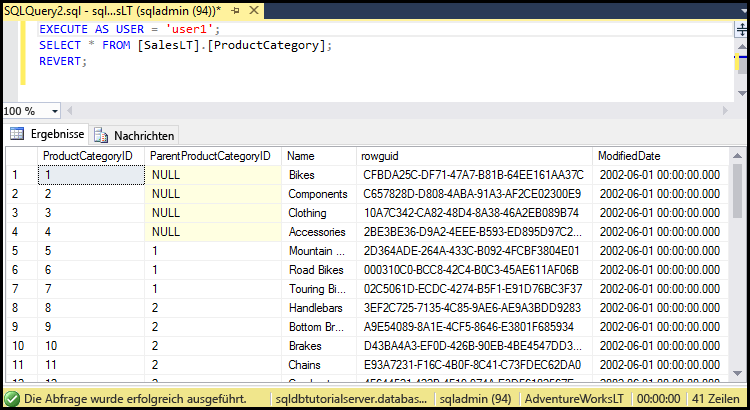 SQLQuery2.sql - sql...sLT (sqladmin (94))*
EXECUTE AS USER = 'user1';
SELECT * FROM [SalesLT].[ProductCategory];
REVERT;
100 %
Ergebnisse Nachrichten
ProductCategoryID ParentProductCategoryID Name rowguid ModifiedDate
1 1 NULL Bikes CFBDA25C-DF71-47A7-B81B-64EE161AA37C 2002-06-01 00:00:00.000
2 2 NULL Components C657828D-D808-4ABA-91A3-AF2CE02300E9 2002-06-01 00:00:00.000
3 3 NULL Clothing 10A7C342-CA82-48D4-8A38-46A2EB089B74 2002-06-01 00:00:00.000
4 4 NULL Accessories 2BE3BE36-D9A2-4EEE-B593-ED895D97C2... 2002-06-01 00:00:00.000
5 5 1 Mountain ... 2D364ADE-264A-433C-B092-4FCBF3804E01 2002-06-01 00:00:00.000
6 6 1 Road Bikes 000310C0-BCC8-42C4-B0C3-45AE611AF06B 2002-06-01 00:00:00.000
7 7 1 Touring Bi... 02C5061D-ECDC-4274-B5F1-E91D76BC3F37 2002-06-01 00:00:00.000
8 8 2 Handlebars 3EF2C725-7135-4C85-9AE6-AE9A3BDD9283 2002-06-01 00:00:00.000
9 9 2 Bottom Br... A9E54089-8A1E-4CF5-8646-E3801F685934 2002-06-01 00:00:00.000
10 10 2 Brakes D43BA4A3-EF0D-426B-90EB-4BE4547DD3... 2002-06-01 00:00:00.000
11 11 2 Chains E93A7231-F16C-4B0F-8C41-C73FDEC62DA0 2002-06-01 00:00:00.000
Die Abfrage wurde erfolgreich ausgeführt. sqldbtutorialserver.databas... sqladmin (94) AdventureWorksLT 00:00:00 41 Zeilen